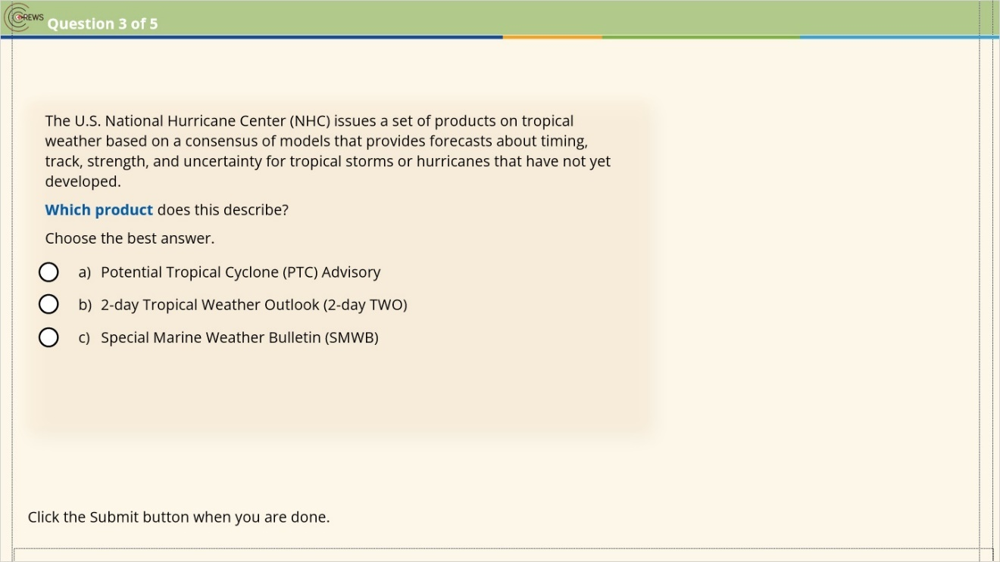 CREWS
Question 3 of 5
The U.S. National Hurricane Center (NHC) issues a set of products on tropical
weather based on a consensus of models that provides forecasts about timing,
track, strength, and uncertainty for tropical storms or hurricanes that have not yet
developed.
Which product does this describe?
Choose the best answer.
a) Potential Tropical Cyclone (PTC) Advisory
b) 2-day Tropical Weather Outlook (2-day TWO)
c) Special Marine Weather Bulletin (SMWB)
Click the Submit button when you are done.